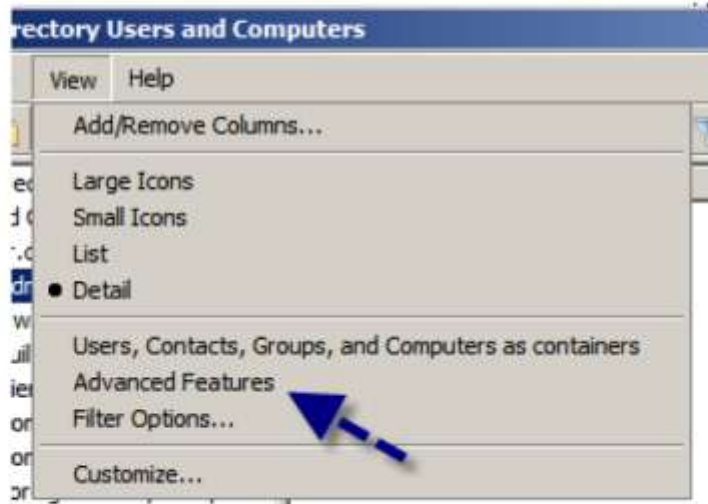 rectory Users and Computers
View Help
Add/Remove Columns...
Large Icons
Small Icons
List
Detail
Users, Contacts, Groups, and Computers as containers
Advanced Features
Filter Options...
Customize...